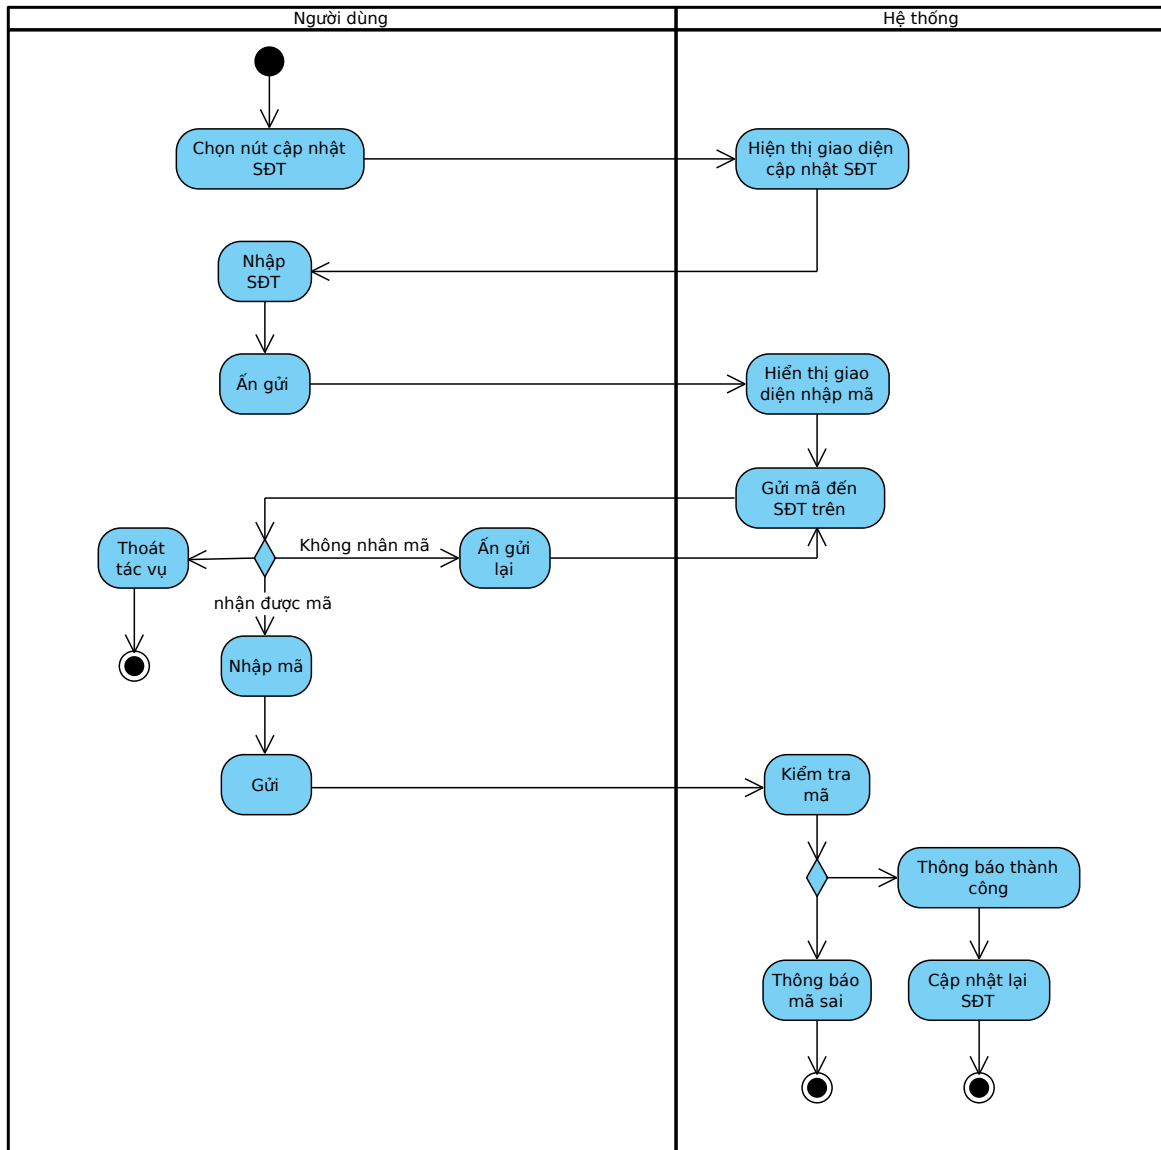 Người dùng
Hệ thống
Chọn nút cập nhật
SĐT
Hiện thị giao diện
cập nhật SĐT
Nhập
SĐT
Ấn gửi
Hiển thị giao
diện nhập mã
Gửi mã đến
SĐT trên
Thoát
tác vụ
Không nhân mã
Ấn gửi
lại
nhận được mã
Nhập mã
Gửi
Kiểm tra
mã
Thông báo thành
công
Thông báo
mã sai
Cập nhật lại
SĐT